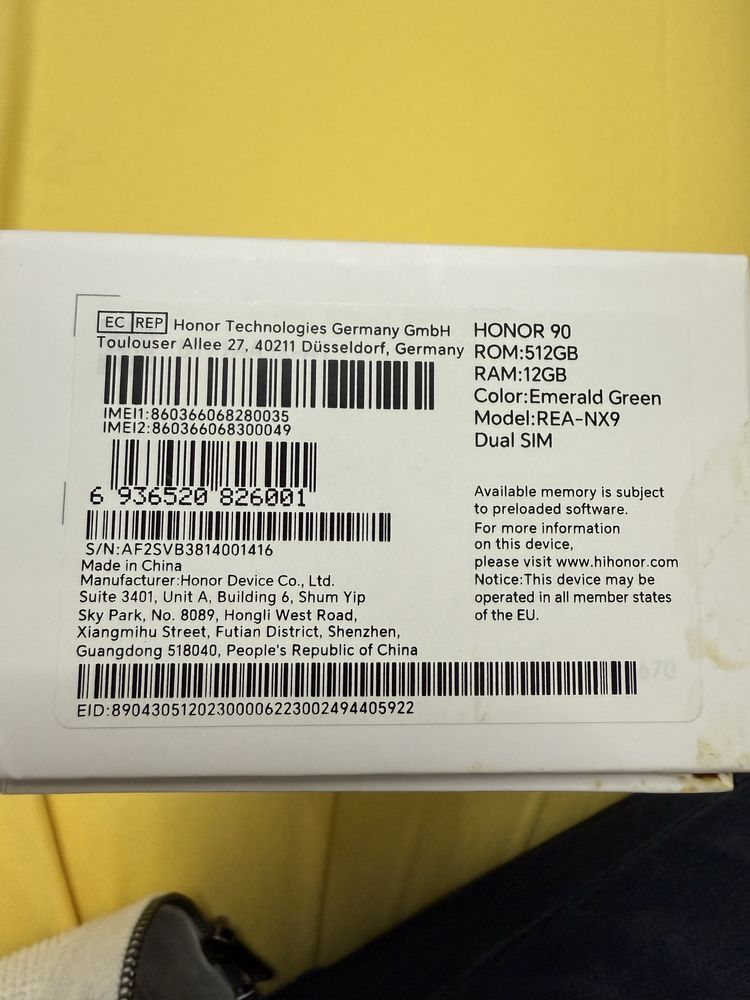 EC REP Honor Technologies Germany GmbH
Toulouser Allee 27, 40211 Düsseldorf, Germany
IMEI1:860366068280035
IMEI2:860366068300049
6 936520 826001
S/N:AF2SVB3814001416
Made in China
Manufacturer:Honor Device Co., Ltd.
Suite 3401, Unit A, Building 6, Shum Yip
Sky Park, No. 8089, Hongli West Road,
Xiangmihu Street, Futian District, Shenzhen,
Guangdong 518040, People's Republic of China
EID:89043051202300006223002494405922
HONOR 90
ROM:512GB
RAM:12GB
Color:Emerald Green
Model:REA-NX9
Dual SIM
Available memory is subject
to preloaded software.
For more information
on this device,
please visit www.hihonor.com
Notice:This device may be
operated in all member states
of the EU.
670